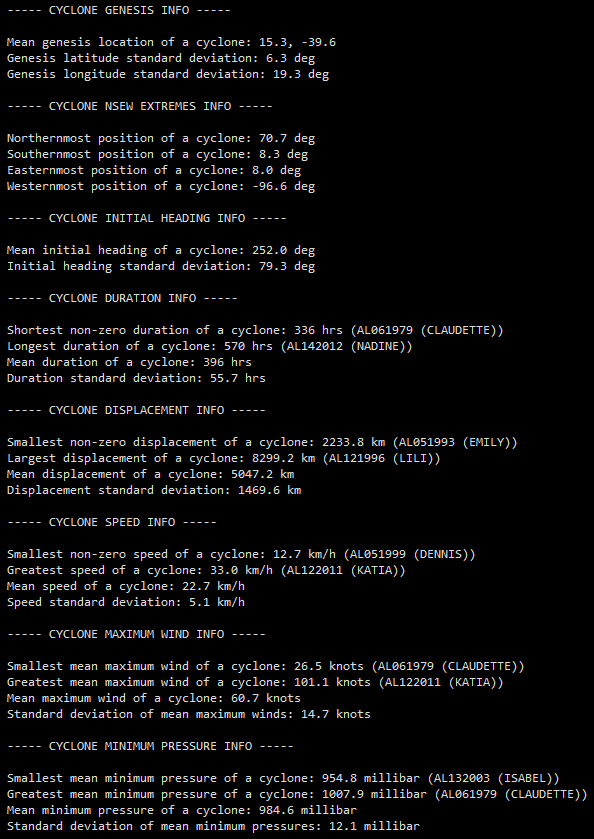 ----- CYCLONE GENESIS INFO -----
Mean genesis location of a cyclone: 15.3, -39.6
Genesis latitude standard deviation: 6.3 deg
Genesis longitude standard deviation: 19.3 deg
----- CYCLONE NSEW EXTREMES INFO -----
Northernmost position of a cyclone: 70.7 deg
Southernmost position of a cyclone: 8.3 deg
Easternmost position of a cyclone: 8.0 deg
Westernmost position of a cyclone: -96.6 deg
----- CYCLONE INITIAL HEADING INFO -----
Mean initial heading of a cyclone: 252.0 deg
Initial heading standard deviation: 79.3 deg
----- CYCLONE DURATION INFO -----
Shortest non-zero duration of a cyclone: 336 hrs (AL061979 (CLAUDETTE))
Longest duration of a cyclone: 570 hrs (AL142012 (NADINE))
Mean duration of a cyclone: 396 hrs
Duration standard deviation: 55.7 hrs
----- CYCLONE DISPLACEMENT INFO -----
Smallest non-zero displacement of a cyclone: 2233.8 km (AL051993 (EMILY))
Largest displacement of a cyclone: 8299.2 km (AL121996 (LILI))
Mean displacement of a cyclone: 5047.2 km
Displacement standard deviation: 1469.6 km
----- CYCLONE SPEED INFO -----
Smallest non-zero speed of a cyclone: 12.7 km/h (AL051999 (DENNIS))
Greatest speed of a cyclone: 33.0 km/h (AL122011 (KATIA))
Mean speed of a cyclone: 22.7 km/h
Speed standard deviation: 5.1 km/h
----- CYCLONE MAXIMUM WIND INFO -----
Smallest mean maximum wind of a cyclone: 26.5 knots (AL061979 (CLAUDETTE))
Greatest mean maximum wind of a cyclone: 101.1 knots (AL122011 (KATIA))
Mean maximum wind of a cyclone: 60.7 knots
Standard deviation of mean maximum winds: 14.7 knots
----- CYCLONE MINIMUM PRESSURE INFO -----
Smallest mean minimum pressure of a cyclone: 954.8 millibar (AL132003 (ISABEL))
Greatest mean minimum pressure of a cyclone: 1007.9 millibar (AL061979 (CLAUDETTE))
Mean minimum pressure of a cyclone: 984.6 millibar
Standard deviation of mean minimum pressures: 12.1 millibar